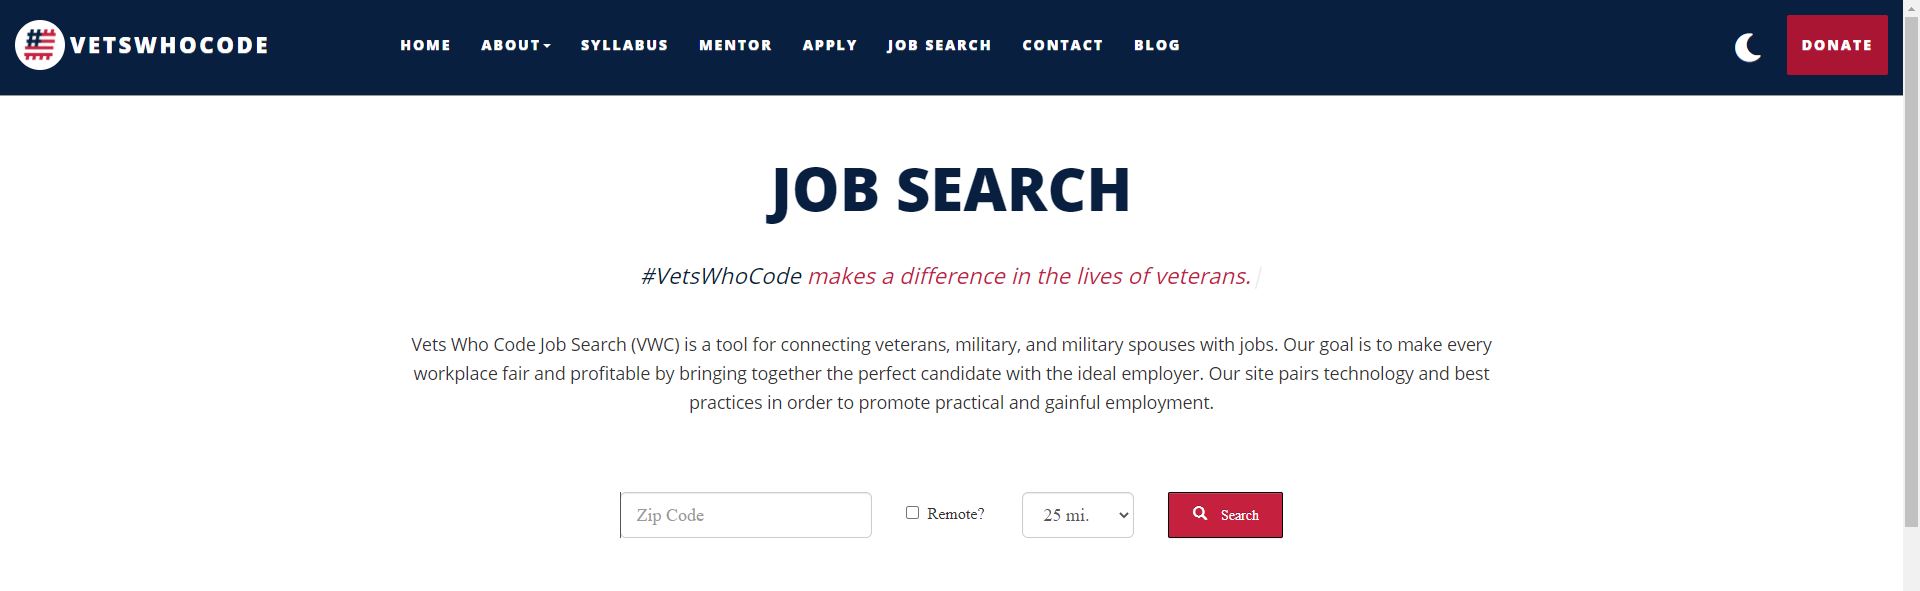 VETSWHOCODE HOME ABOUT SYLLABUS MENTOR APPLY JOB SEARCH CONTACT BLOG DONATE
JOB SEARCH
#VetsWhoCode makes a difference in the lives of veterans.
Vets Who Code Job Search (VWC) is a tool for connecting veterans, military, and military spouses with jobs. Our goal is to make every
workplace fair and profitable by bringing together the perfect candidate with the ideal employer. Our site pairs technology and best
practices in order to promote practical and gainful employment.
Zip Code Remote? 25 mi. Search